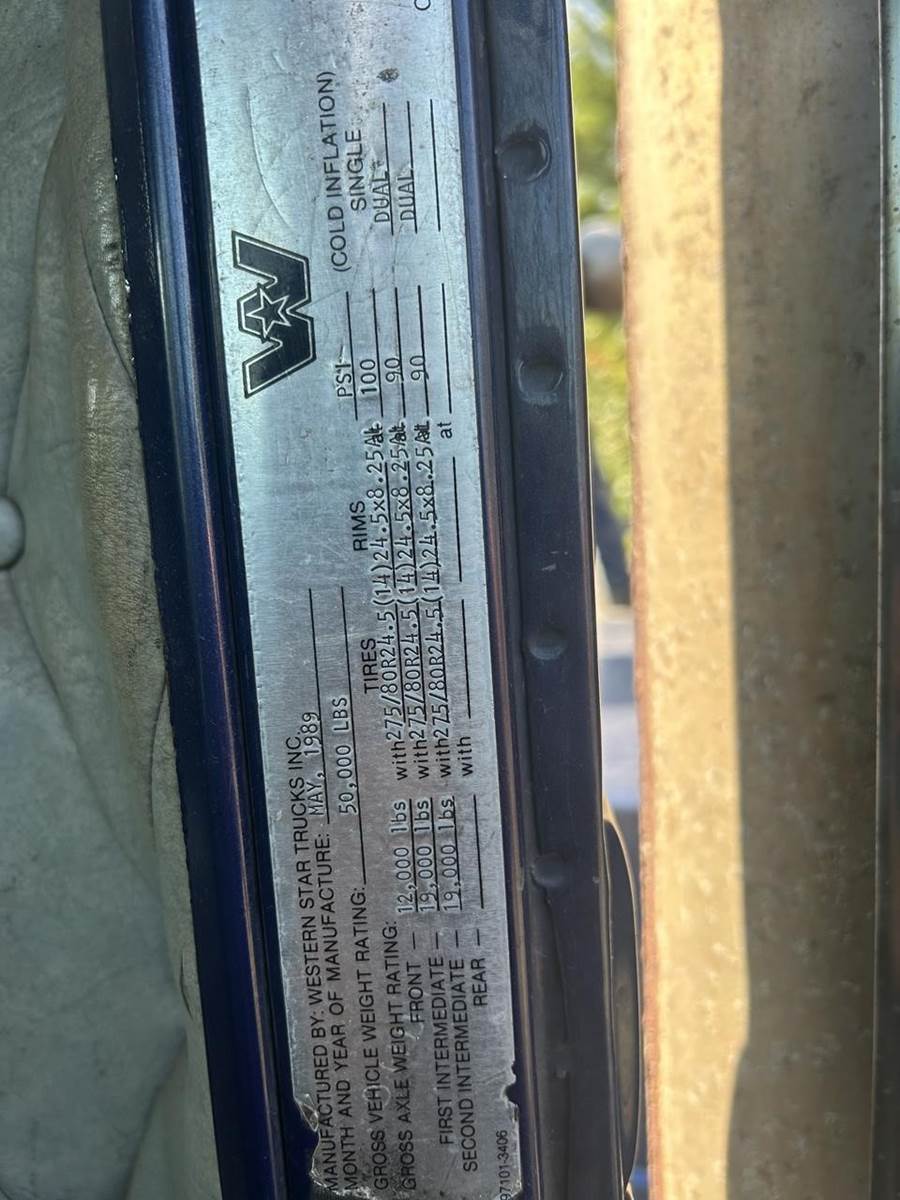 MANUFACTURED BY: WESTERN STAR TRUCKS INC.
MONTH AND YEAR OF MANUFACTURE: MAY, 1989
GROSS VEHICLE WEIGHT RATING: 50,000 LBS
GROSS AXLE WEIGHT RATING: TIRES RIMS PSI (COLD INFLATION) SINGLE
FRONT — 12,000 lbs with 275/80R24.5(14)24.5x8.25 at 100 DUAL
FIRST INTERMEDIATE — 19,000 lbs with 275/80R24.5(14)24.5x8.25 at 90 DUAL
SECOND INTERMEDIATE — 19,000 lbs with 275/80R24.5(14)24.5x8.25 at 90
REAR — with at
97101-3406